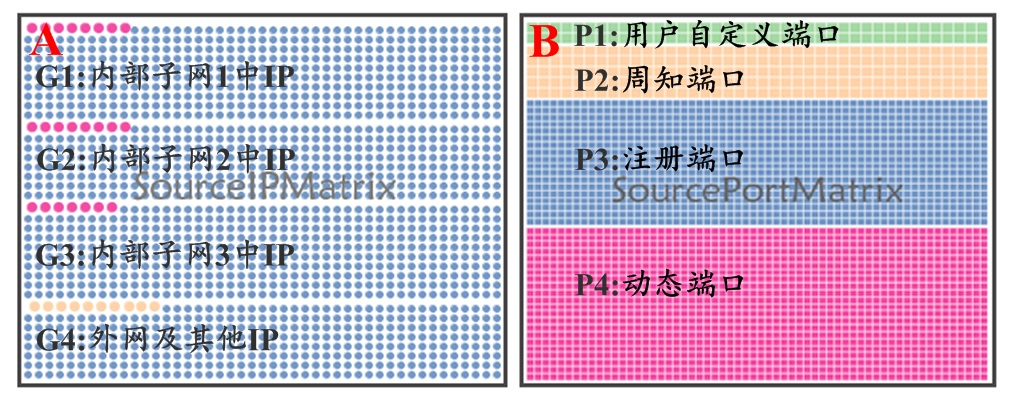 A
G1:内部子网1中IP
G2:内部子网2中IP
SourceIPMatrix
G3:内部子网3中IP
G4:外网及其他IP
B
P1:用户自定义端口
P2:周知端口
P3:注册端口
SourcePortMatrix
P4:动态端口